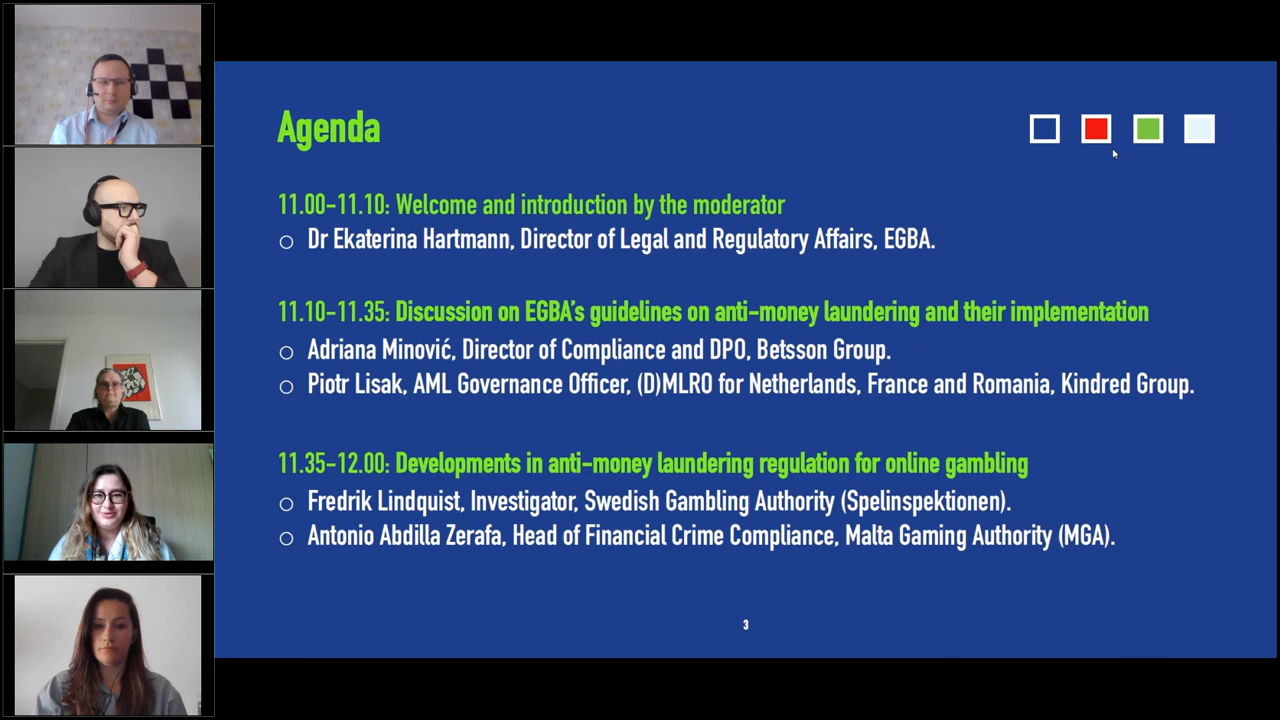 Agenda
11.00-11.10: Welcome and introduction by the moderator
Dr Ekaterina Hartmann, Director of Legal and Regulatory Affairs, EGBA.
11.10-11.35: Discussion on EGBA's guidelines on anti-money laundering and their implementation
Adriana Minović, Director of Compliance and DPO, Betsson Group.
Piotr Lisak, AML Governance Officer, (D)MLRO for Netherlands, France and Romania, Kindred Group.
11.35-12.00: Developments in anti-money laundering regulation for online gambling
Fredrik Lindquist, Investigator, Swedish Gambling Authority (Spelinspektionen).
Antonio Abdilla Zerafa, Head of Financial Crime Compliance, Malta Gaming Authority (MGA).
3